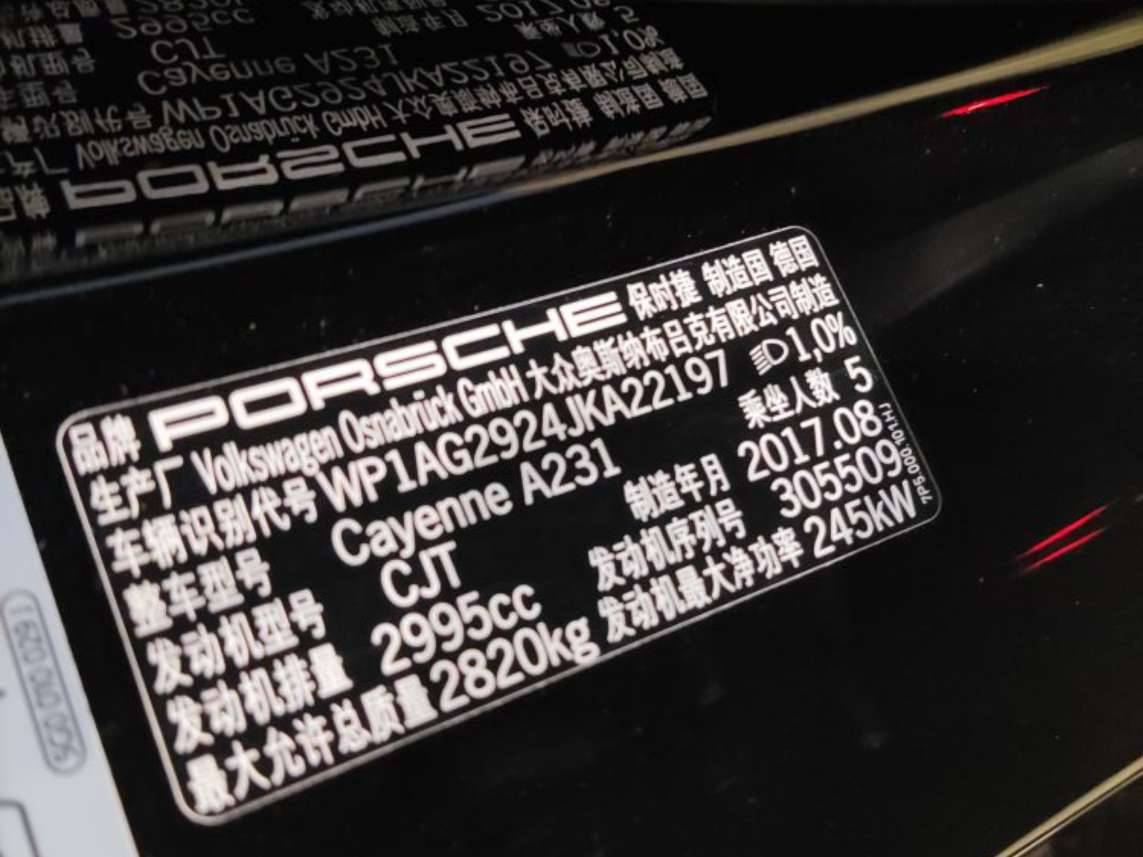 品牌 PORSCHE 保时捷 制造国 德国
生产厂 Volkswagen Osnabrück GmbH 大众奥斯纳布吕克有限公司制造
车辆识别代号 WP1AG2924JKA22197 1,0%
整车型号 Cayenne A231 乘坐人数 5
发动机型号 CJT 制造年月 2017.08
发动机排量 2995cc 发动机序列号 305509
最大允许总质量 2820kg 发动机最大净功率 245kW
7P5.000.101.HJ